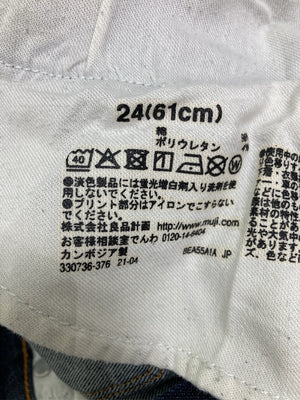 24(61cm)
綿
ポリウレタン
40
●淡色製品には蛍光増白剤入り洗剤を使
用しないでください。
●プリント部分はアイロンでこすらない
でください。
株式会社良品計画 http://www.muji.com/
お客様相談室でんわ 0120-14-6404
カンボジア製 BEA55A1A JP
330736-376 21-04